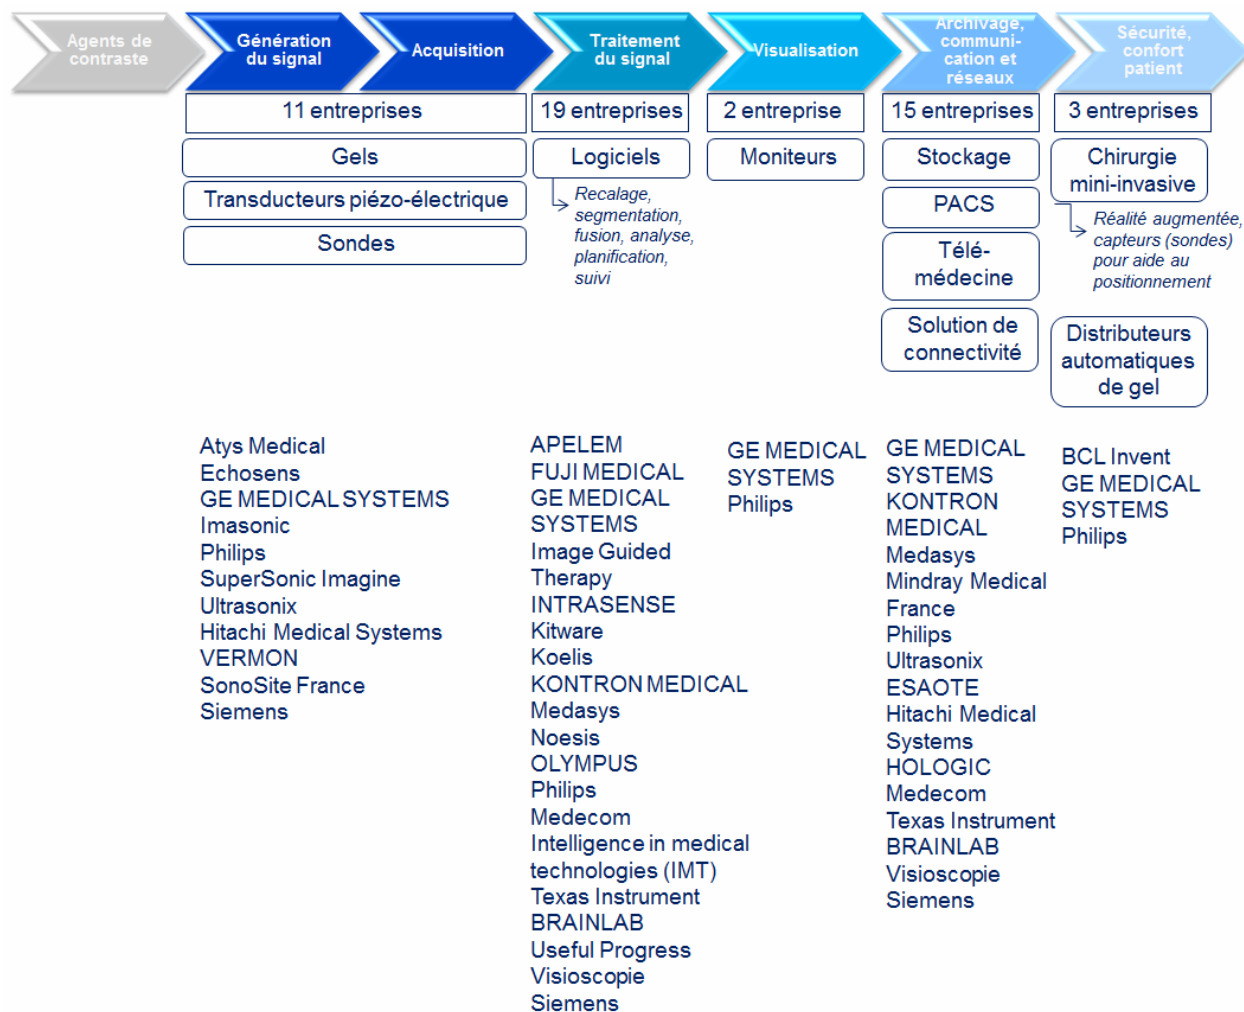 Agents de
contraste
Génération
du signal
Acquisition
Traitement
du signal
Visualisation
Archivage,
communi-
cation et
réseaux
Sécurité,
confort
patient
11 entreprises
19 entreprises
2 entreprise
15 entreprises
3 entreprises
Gels
Transducteurs piézo-électrique
Sondes
Logiciels
Recalage,
segmentation,
fusion, analyse,
planification,
suivi
Moniteurs
Stockage
PACS
Télé-
médecine
Solution de
connectivité
Chirurgie
mini-invasive
Réalité augmentée,
capteurs (sondes)
pour aide au
positionnement
Distributeurs
automatiques
de gel
Atys Medical
Echosens
GE MEDICAL SYSTEMS
Imasonic
Philips
SuperSonic Imagine
Ultrasonix
Hitachi Medical Systems
VERMON
SonoSite France
Siemens
APELEM
FUJI MEDICAL
GE MEDICAL
SYSTEMS
Image Guided
Therapy
INTRASENSE
Kitware
Koelis
KONTRON MEDICAL
Medasys
Noesis
OLYMPUS
Philips
Medecom
Intelligence in medical
technologies (IMT)
Texas Instrument
BRAINLAB
Useful Progress
Visioscopie
Siemens
GE MEDICAL
SYSTEMS
Philips
GE MEDICAL
SYSTEMS
KONTRON
MEDICAL
Medasys
Mindray Medical
France
Philips
Ultrasonix
ESAOTE
Hitachi Medical
Systems
HOLOGIC
Medecom
Texas Instrument
BRAINLAB
Visioscopie
Siemens
BCL Invent
GE MEDICAL
SYSTEMS
Philips